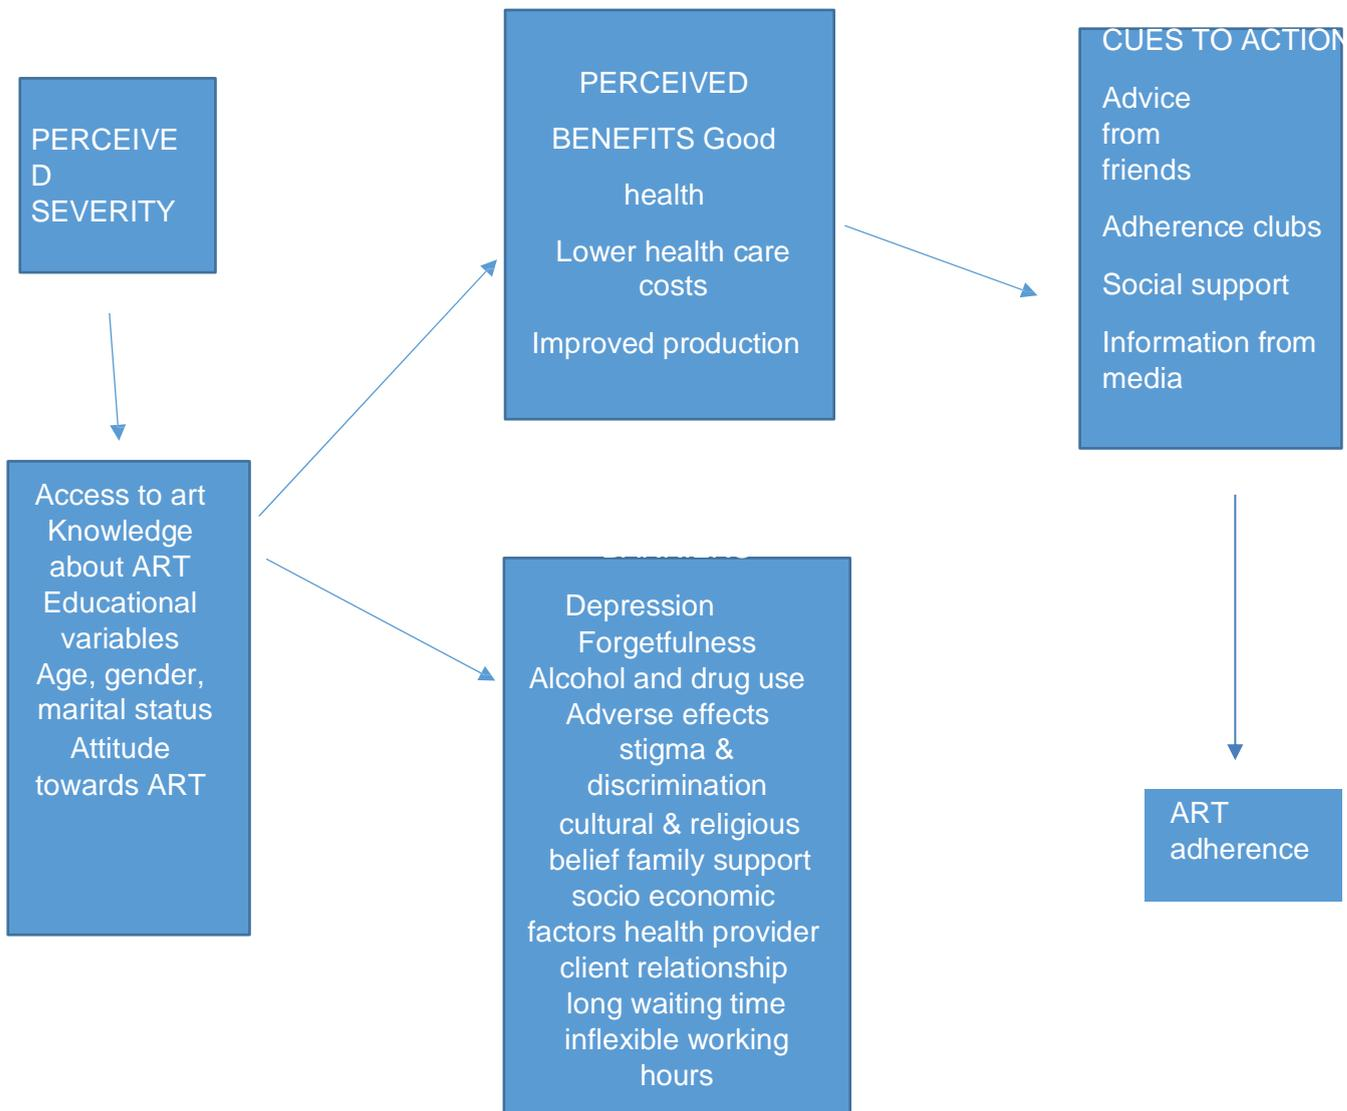 PERCEIVE
D
SEVERITY
Access to art
Knowledge
about ART
Educational
variables
Age, gender,
marital status
Attitude
towards ART
PERCEIVED
BENEFITS Good
health
Lower health care
costs
Improved production
Depression
Forgetfulness
Alcohol and drug use
Adverse effects
stigma &
discrimination
cultural & religious
belief family support
socio economic
factors health provider
client relationship
long waiting time
inflexible working
hours
CUES TO ACTION
Advice
from
friends
Adherence clubs
Social support
Information from
media
ART
adherence